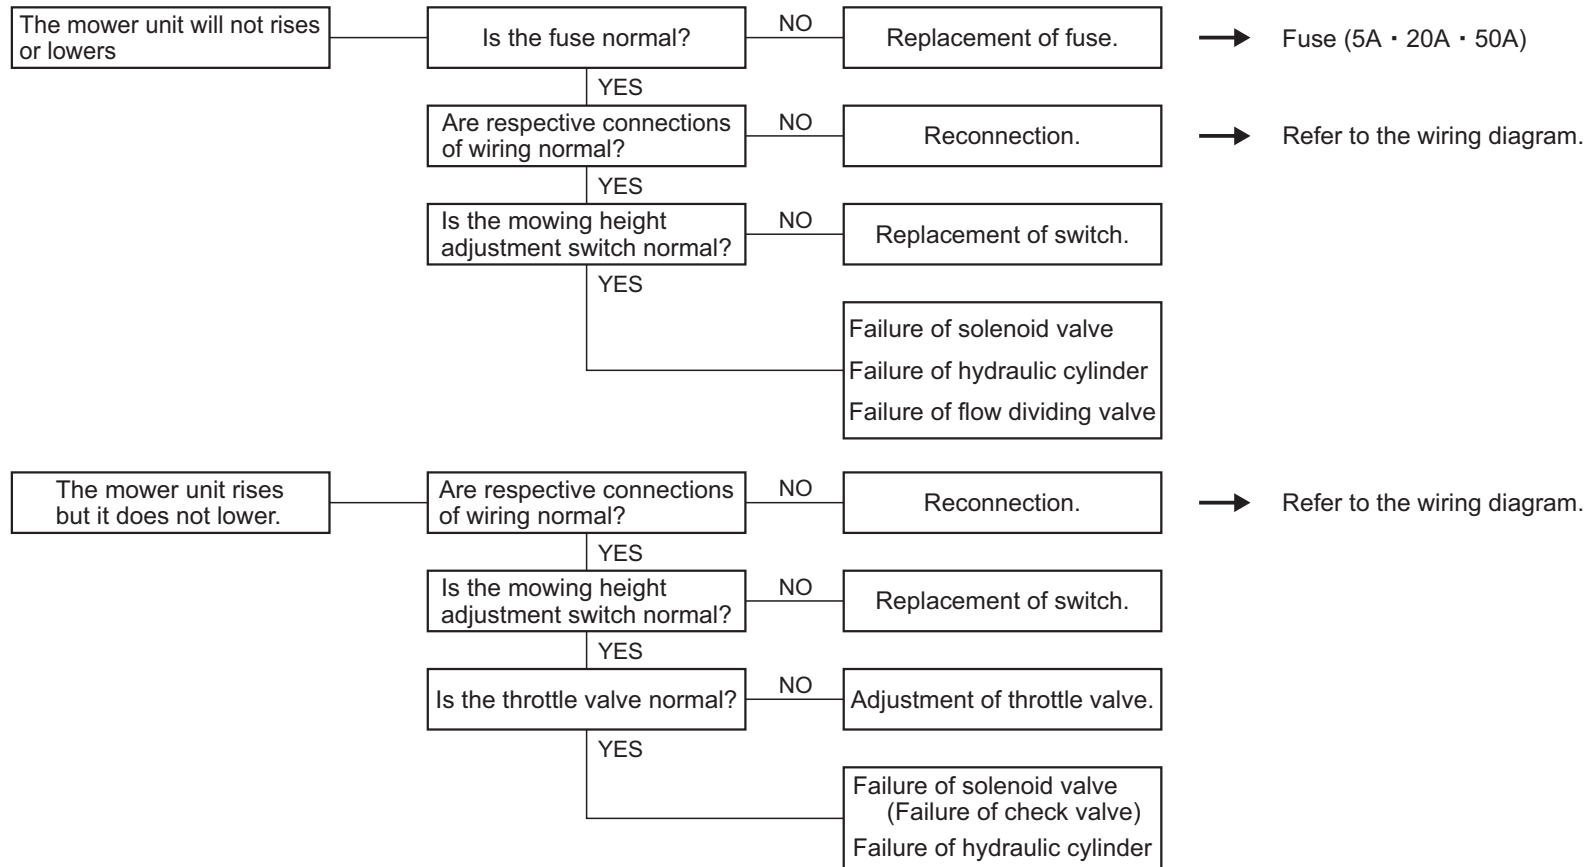 The mower unit will not rises
or lowers
Is the fuse normal?
NO
Replacement of fuse.
Fuse (5A・20A・50A)
YES
Are respective connections
of wiring normal?
NO
Reconnection.
Refer to the wiring diagram.
YES
Is the mowing height
adjustment switch normal?
NO
Replacement of switch.
YES
Failure of solenoid valve
Failure of hydraulic cylinder
Failure of flow dividing valve
The mower unit rises
but it does not lower.
Are respective connections
of wiring normal?
NO
Reconnection.
Refer to the wiring diagram.
YES
Is the mowing height
adjustment switch normal?
NO
Replacement of switch.
YES
Is the throttle valve normal?
NO
Adjustment of throttle valve.
YES
Failure of solenoid valve
(Failure of check valve)
Failure of hydraulic cylinder